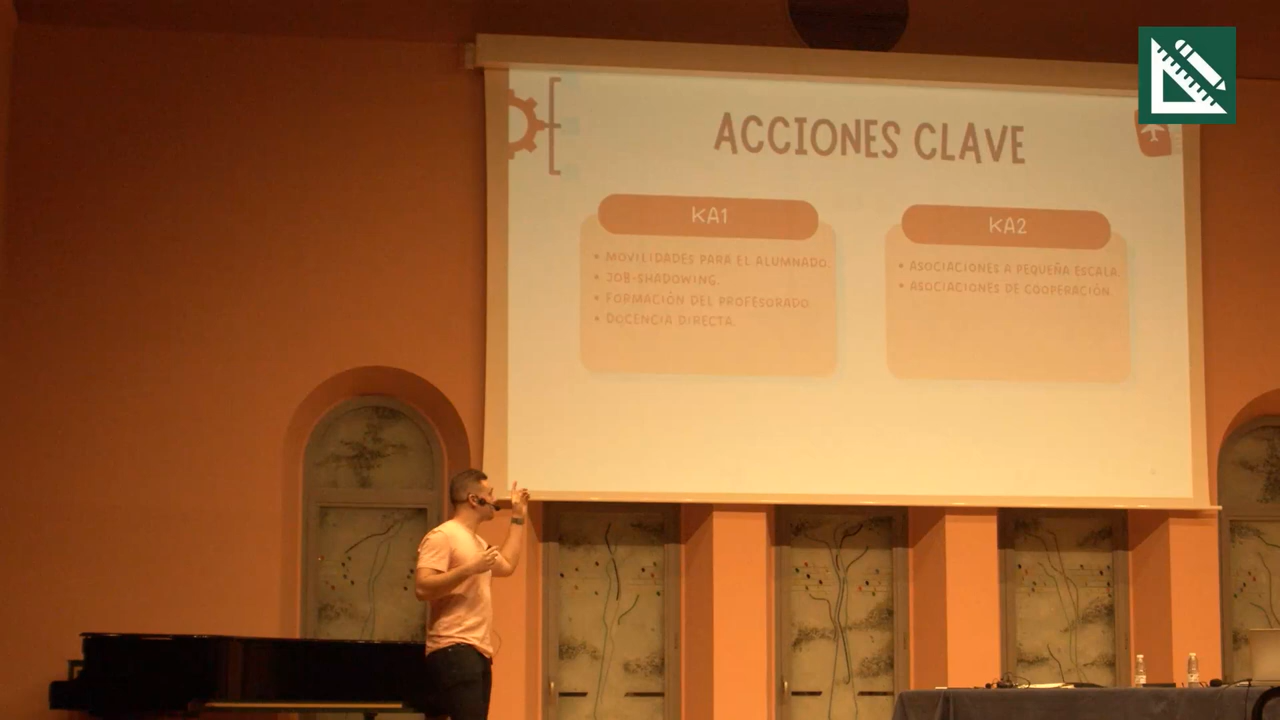 ACCIONES CLAVE
KA1
• MOVILIDADES PARA EL ALUMNADO.
• JOB-SHADOWING.
• FORMACIÓN DEL PROFESORADO.
• DOCENCIA DIRECTA.
KA2
• ASOCIACIONES A PEQUEÑA ESCALA.
• ASOCIACIONES DE COOPERACIÓN.